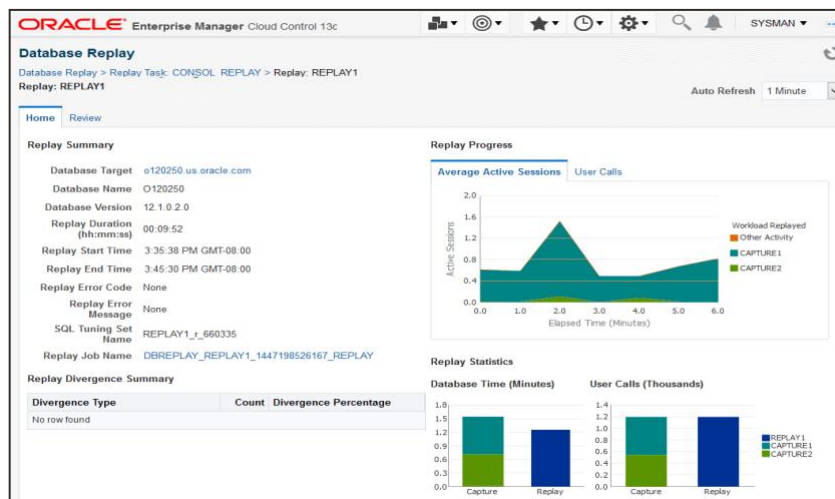 ORACLE Enterprise Manager Cloud Control 13c
SYSMAN
Database Replay
Database Replay > Replay Task: CONSOL_REPLAY > Replay: REPLAY1
Replay: REPLAY1
Auto Refresh 1 Minute
Home Review
Replay Summary
Database Target o120250.us.oracle.com
Database Name O120250
Database Version 12.1.0.2.0
Replay Duration
(hh:mm:ss) 00:09:52
Replay Start Time 3:35:38 PM GMT-08:00
Replay End Time 3:45:30 PM GMT-08:00
Replay Error Code None
Replay Error
Message None
SQL Tuning Set
Name REPLAY1_r_660335
Replay Job Name DBREPLAY_REPLAY1_1447198526167_REPLAY
Replay Divergence Summary
Divergence Type Count Divergence Percentage
No row found
Replay Progress
Average Active Sessions User Calls
Active Sessions
2.0
1.6
1.2
0.8
0.4
0.0
0.0 1.0 2.0 3.0 4.0 5.0 6.0
Elapsed Time (Minutes)
Workload Replayed
Other Activity
CAPTURE1
CAPTURE2
Replay Statistics
Database Time (Minutes)
1.8
1.5
1.2
0.9
0.6
0.3
0.0
Capture Replay
User Calls (Thousands)
1.4
1.2
1.0
0.8
0.6
0.4
0.2
0.0
Capture Replay
REPLAY1
CAPTURE1
CAPTURE2